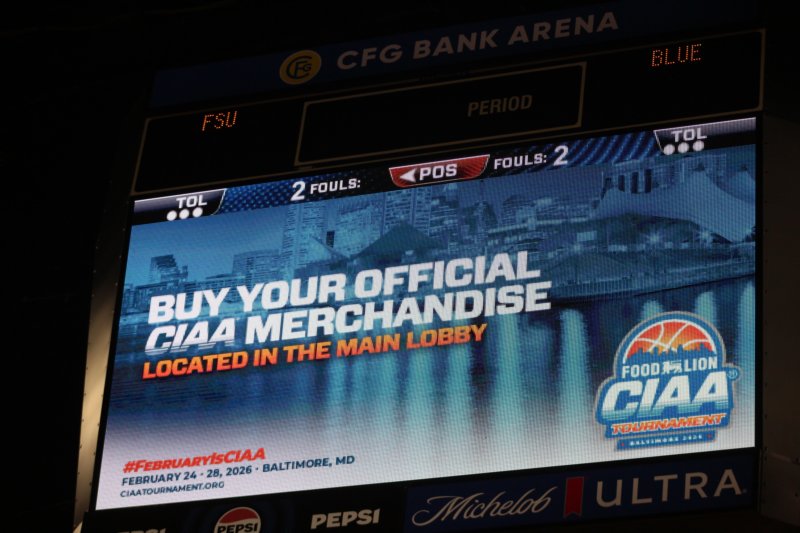 CFG
CFG BANK ARENA
FSU
PERIOD
BLUE
TOL
2 FOULS:
POS
FOULS: 2
TOL
BUY YOUR OFFICIAL
CIAA MERCHANDISE
LOCATED IN THE MAIN LOBBY
FOOD LION
CIAA®
TOURNAMENT
BALTIMORE 2026
#FEBRUARYISCIAA
FEBRUARY 24 - 28, 2026 · BALTIMORE, MD
CIAATOURNAMENT.ORG
PEPSI
PEPSI
PEPSI
Michelob ULTRA